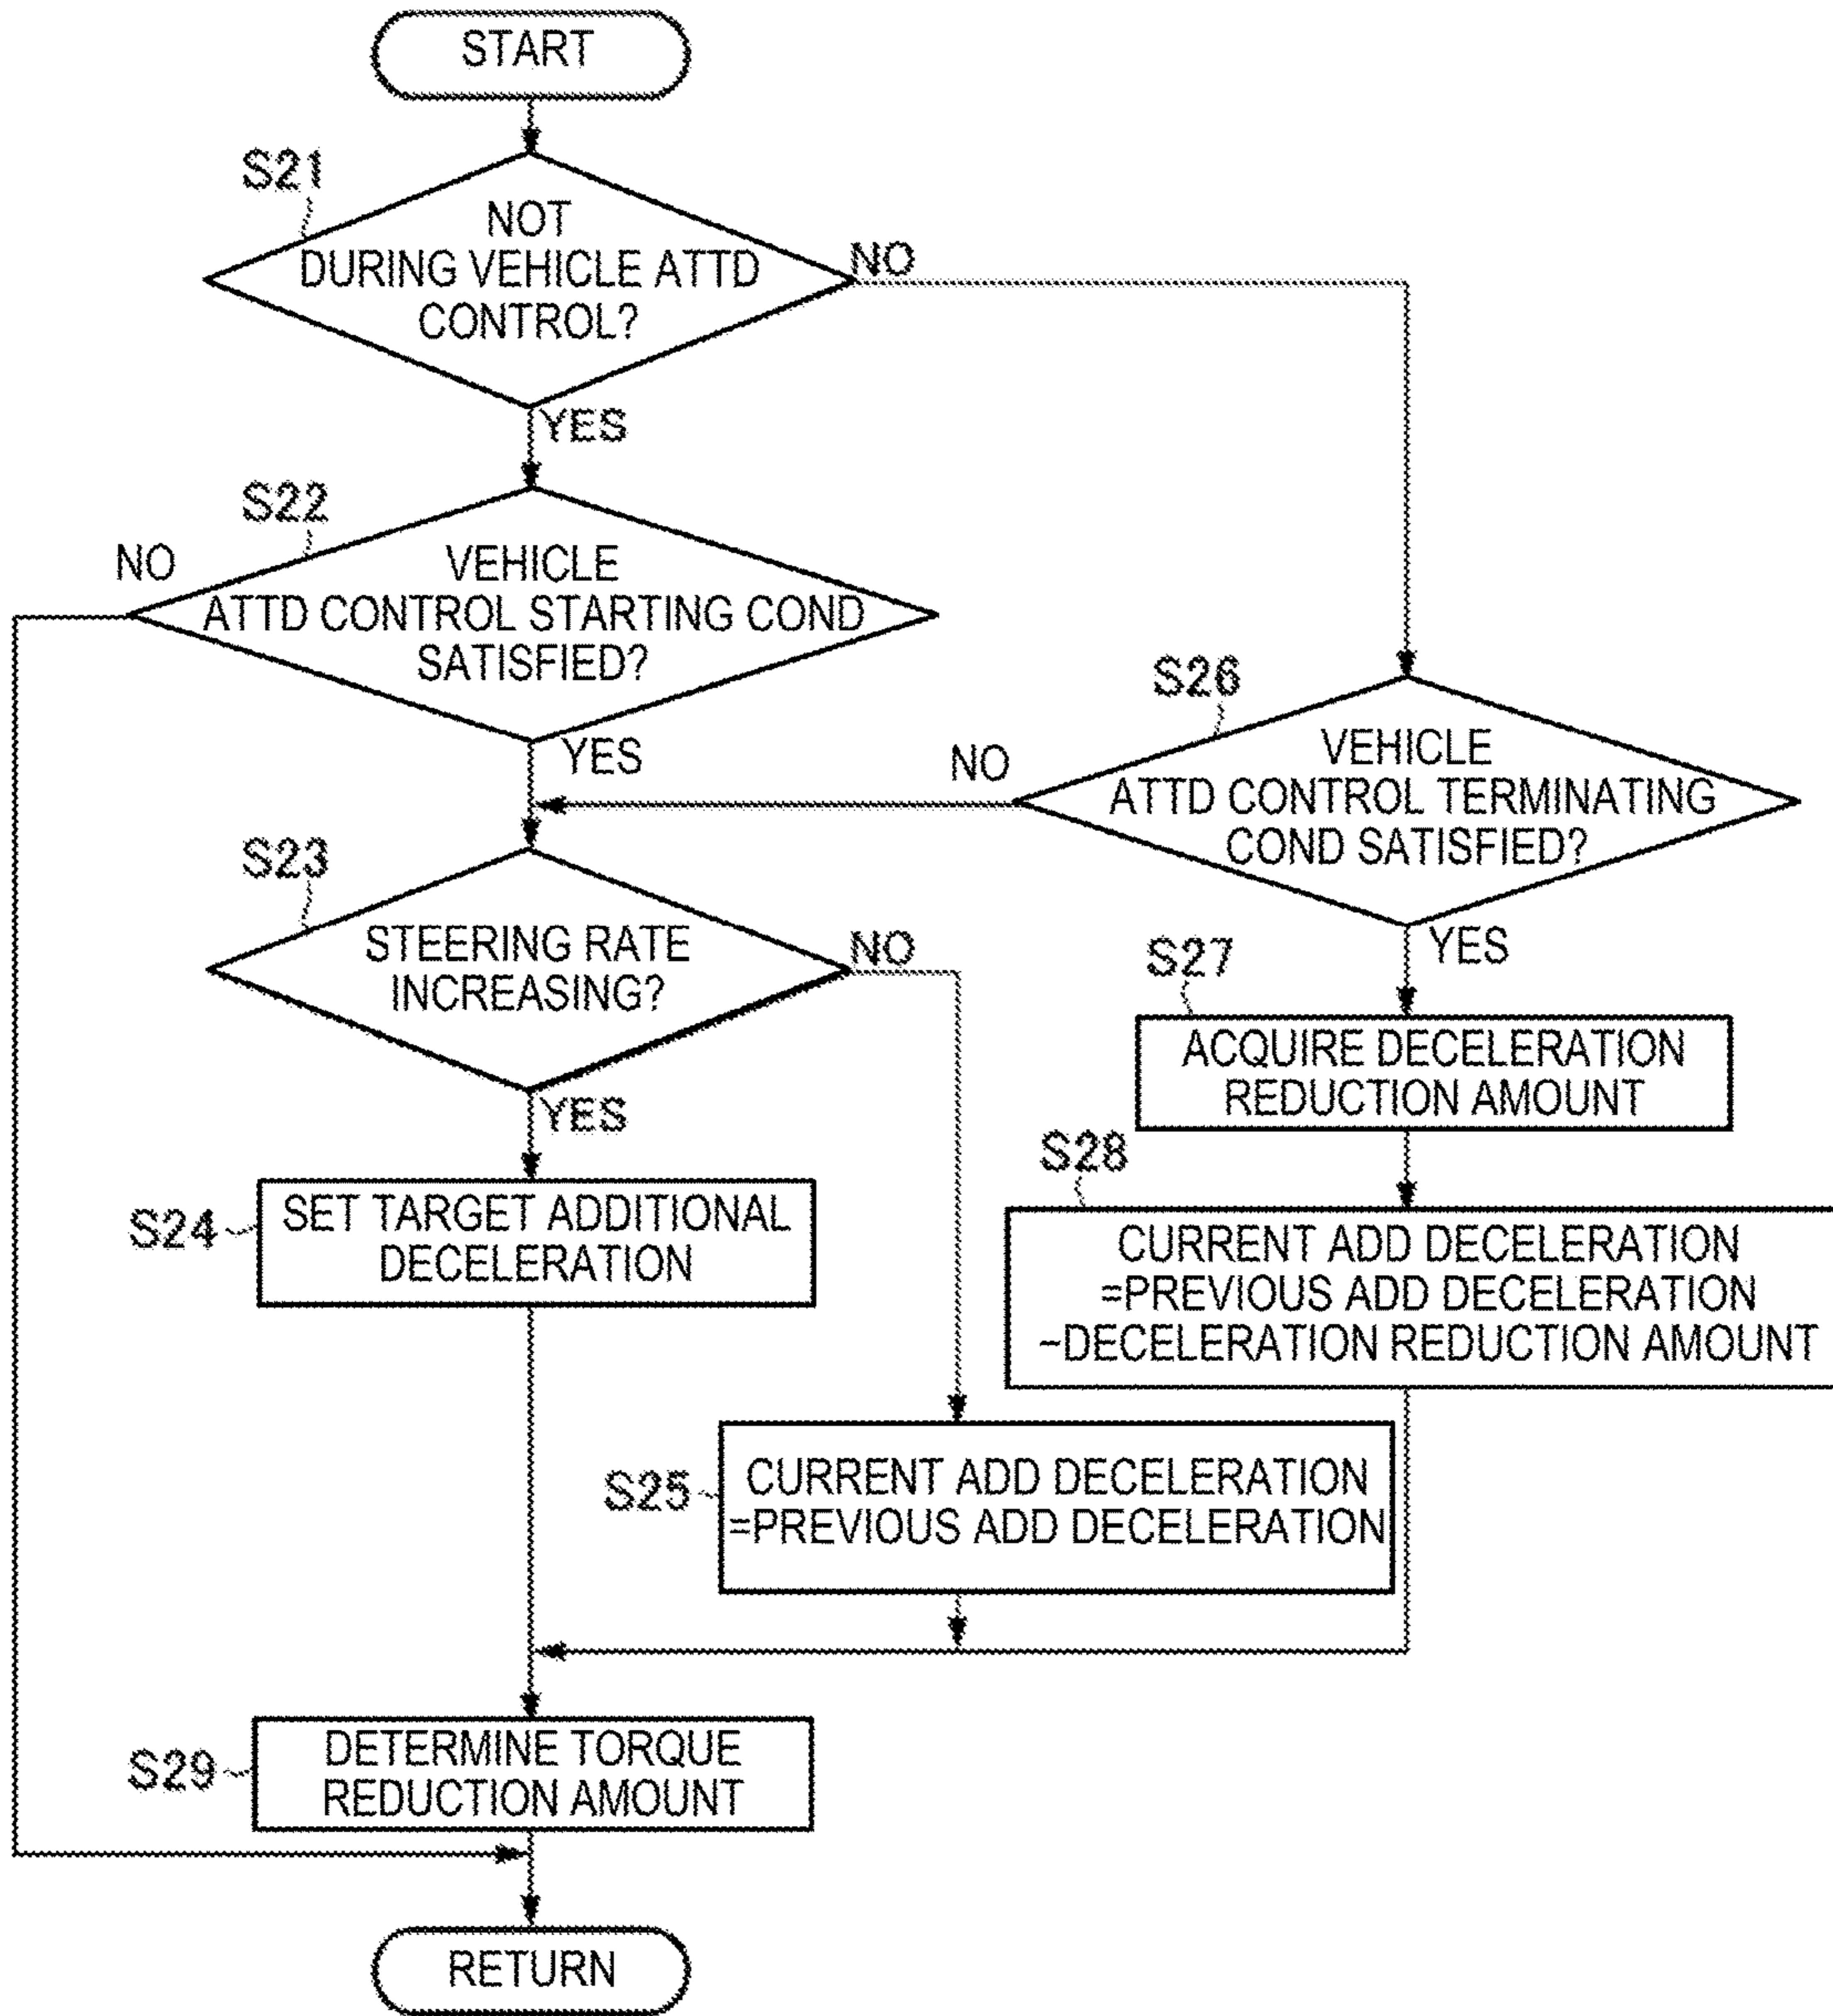 START
S21
NOT
DURING VEHICLE ATTD
CONTROL?
NO
YES
S22
NO
VEHICLE
ATTD CONTROL STARTING COND
SATISFIED?
YES
S26
NO
VEHICLE
ATTD CONTROL TERMINATING
COND SATISFIED?
YES
S23
STEERING RATE
INCREASING?
NO
YES
S27
ACQUIRE DECELERATION
REDUCTION AMOUNT
S28
CURRENT ADD DECELERATION
=PREVIOUS ADD DECELERATION
−DECELERATION REDUCTION AMOUNT
S24
SET TARGET ADDITIONAL
DECELERATION
S25
CURRENT ADD DECELERATION
=PREVIOUS ADD DECELERATION
S29
DETERMINE TORQUE
REDUCTION AMOUNT
RETURN